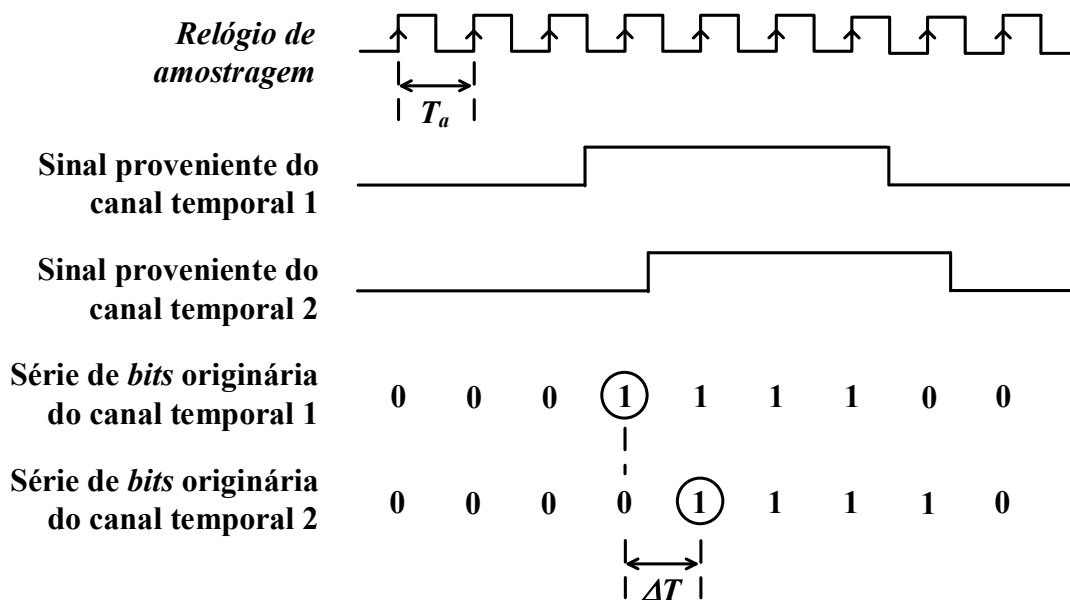 Relógio de
amostragem
Tₐ
Sinal proveniente do
canal temporal 1
Sinal proveniente do
canal temporal 2
Série de bits originária
do canal temporal 1
0 0 0 1 1 1 1 0 0
Série de bits originária
do canal temporal 2
0 0 0 0 1 1 1 1 0
ΔT